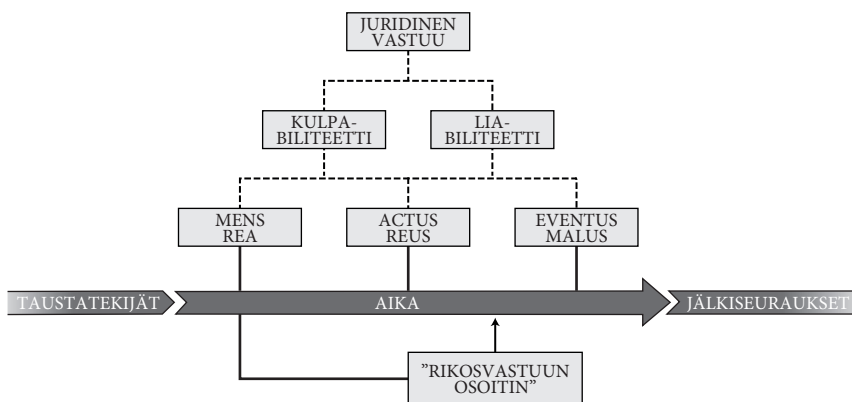 JURIDINEN
VASTUU
KULPA-
BILITEETTI
LIA-
BILITEETTI
MENS
REA
ACTUS
REUS
EVENTUS
MALUS
TAUSTATEKIJÄT
AIKA
JÄLKISEURAUKSET
”RIKOSVASTUUN
OSOITIN”